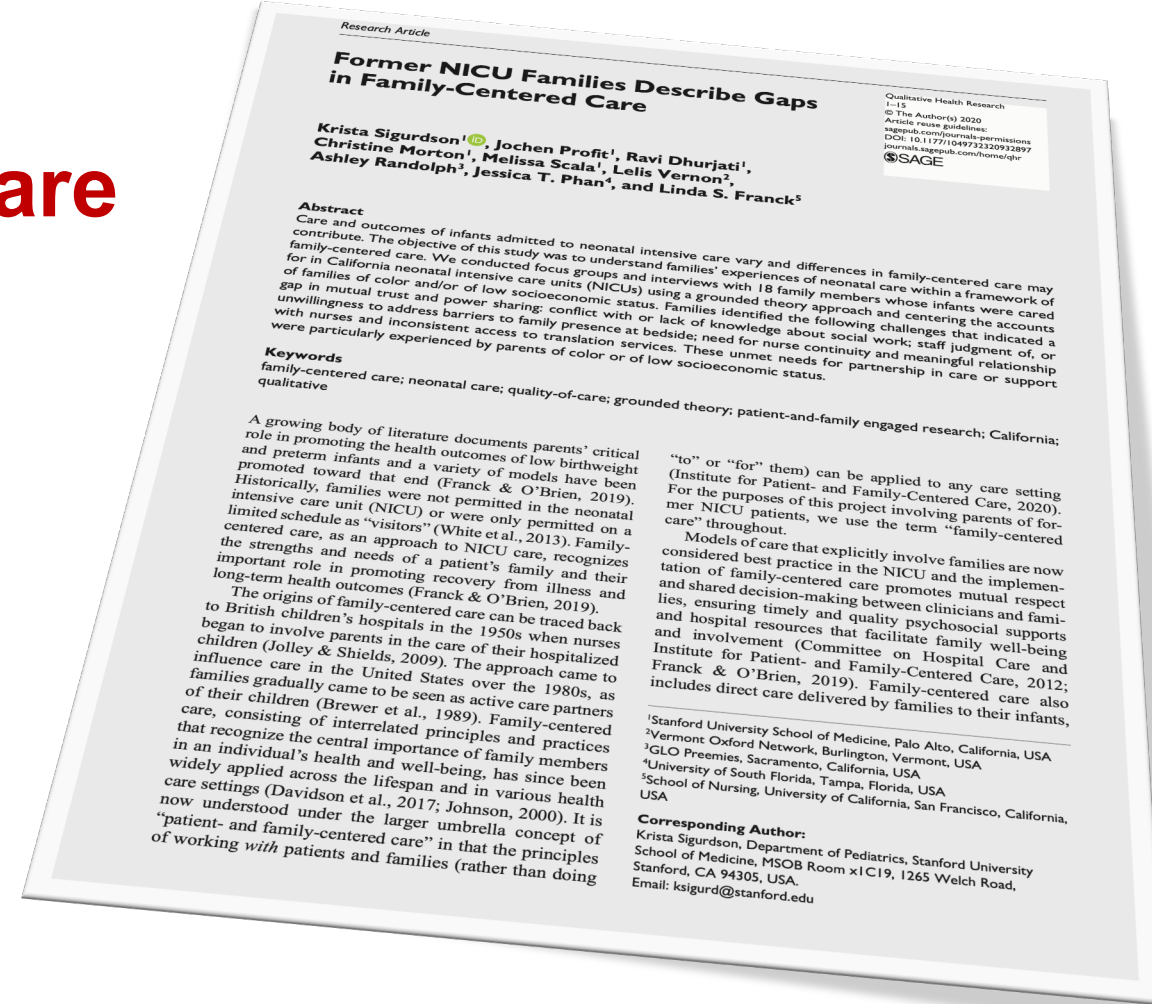 are
Research Article
Former NICU Families Describe Gaps
in Family-Centered Care
Qualitative Health Research
1–15
© The Author(s) 2020
Article reuse guidelines:
sagepub.com/journals-permissions
DOI: 10.1177/1049732320932897
journals.sagepub.com/home/qhr
SAGE
Krista Sigurdson¹ iD, Jochen Profit¹, Ravi Dhurjati¹,
Christine Morton¹, Melissa Scala¹, Lelis Vernon²,
Ashley Randolph³, Jessica T. Phan⁴, and Linda S. Franck⁵
Abstract
Care and outcomes of infants admitted to neonatal intensive care vary and differences in family-centered care may
contribute. The objective of this study was to understand families' experiences of neonatal care within a framework of
family-centered care. We conducted focus groups and interviews with 18 family members whose infants were cared
for in California neonatal intensive care units (NICUs) using a grounded theory approach and centering the accounts
of families of color and/or of low socioeconomic status. Families identified the following challenges that indicated a
gap in mutual trust and power sharing: conflict with or lack of knowledge about social work; staff judgment of, or
unwillingness to address barriers to family presence at bedside; need for nurse continuity and meaningful relationship
with nurses and inconsistent access to translation services. These unmet needs for partnership in care or support
were particularly experienced by parents of color or of low socioeconomic status.
Keywords
family-centered care; neonatal care; quality-of-care; grounded theory; patient-and-family engaged research; California;
qualitative
A growing body of literature documents parents' critical
role in promoting the health outcomes of low birthweight
and preterm infants and a variety of models have been
promoted toward that end (Franck & O'Brien, 2019).
Historically, families were not permitted in the neonatal
intensive care unit (NICU) or were only permitted on a
limited schedule as "visitors" (White et al., 2013). Family-
centered care, as an approach to NICU care, recognizes
the strengths and needs of a patient's family and their
important role in promoting recovery from illness and
long-term health outcomes (Franck & O'Brien, 2019).
The origins of family-centered care can be traced back
to British children's hospitals in the 1950s when nurses
began to involve parents in the care of their hospitalized
children (Jolley & Shields, 2009). The approach came to
influence care in the United States over the 1980s, as
families gradually came to be seen as active care partners
of their children (Brewer et al., 1989). Family-centered
care, consisting of interrelated principles and practices
that recognize the central importance of family members
in an individual's health and well-being, has since been
widely applied across the lifespan and in various health
care settings (Davidson et al., 2017; Johnson, 2000). It is
now understood under the larger umbrella concept of
"patient- and family-centered care" in that the principles
of working with patients and families (rather than doing
"to" or "for" them) can be applied to any care setting
(Institute for Patient- and Family-Centered Care, 2020).
For the purposes of this project involving parents of for-
mer NICU patients, we use the term "family-centered
care" throughout.
Models of care that explicitly involve families are now
considered best practice in the NICU and the implemen-
tation of family-centered care promotes mutual respect
and shared decision-making between clinicians and fami-
lies, ensuring timely and quality psychosocial supports
and hospital resources that facilitate family well-being
and involvement (Committee on Hospital Care and
Institute for Patient- and Family-Centered Care, 2012;
Franck & O'Brien, 2019). Family-centered care also
includes direct care delivered by families to their infants,
¹Stanford University School of Medicine, Palo Alto, California, USA
²Vermont Oxford Network, Burlington, Vermont, USA
³GLO Preemies, Sacramento, California, USA
⁴University of South Florida, Tampa, Florida, USA
⁵School of Nursing, University of California, San Francisco, California,
USA
Corresponding Author:
Krista Sigurdson, Department of Pediatrics, Stanford University
School of Medicine, MSOB Room x1C19, 1265 Welch Road,
Stanford, CA 94305, USA.
Email: ksigurd@stanford.edu